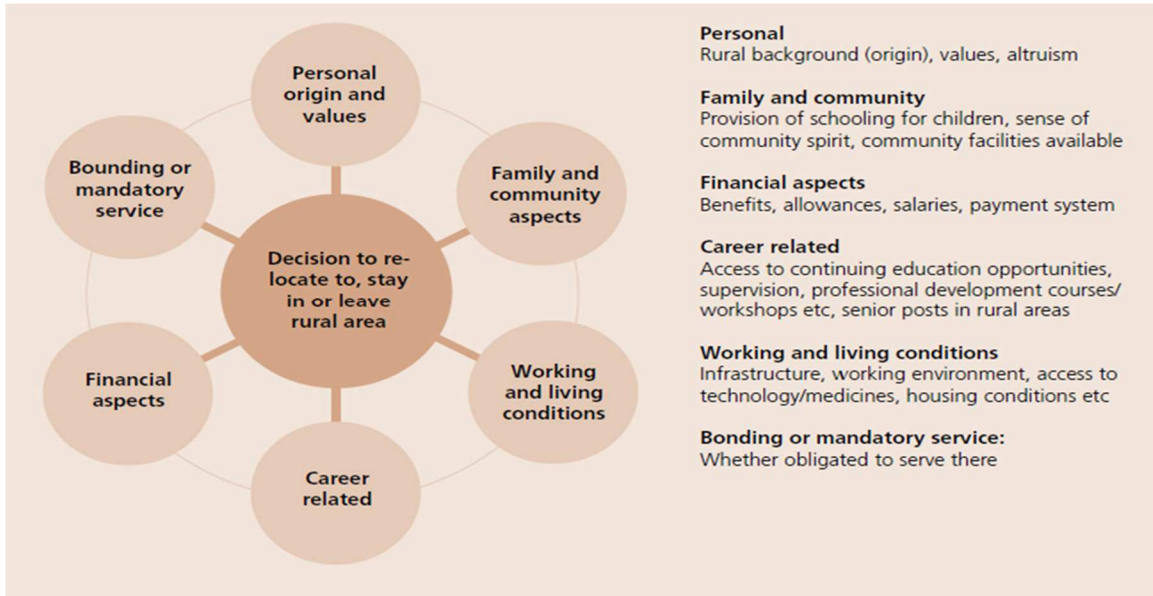 Personal
origin and
values
Family and
community
aspects
Working
and living
conditions
Career
related
Financial
aspects
Bounding or
mandatory
service
Decision to re-
locate to, stay
in or leave
rural area
Personal
Rural background (origin), values, altruism
Family and community
Provision of schooling for children, sense of
community spirit, community facilities available
Financial aspects
Benefits, allowances, salaries, payment system
Career related
Access to continuing education opportunities,
supervision, professional development courses/
workshops etc, senior posts in rural areas
Working and living conditions
Infrastructure, working environment, access to
technology/medicines, housing conditions etc
Bonding or mandatory service:
Whether obligated to serve there